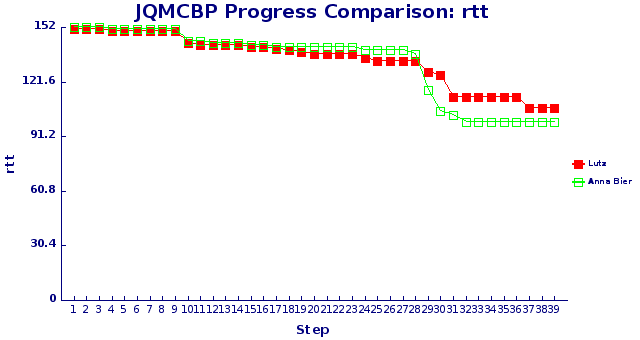 JQMCBP Progress Comparison: rtt
152
121.6
91.2
60.8
30.4
0
rtt
1 2 3 4 5 6 7 8 9 10 11 12 13 14 15 16 17 18 19 20 21 22 23 24 25 26 27 28 29 30 31 32 33 34 35 36 37 38 39
Step
Lutz
Anna Bier